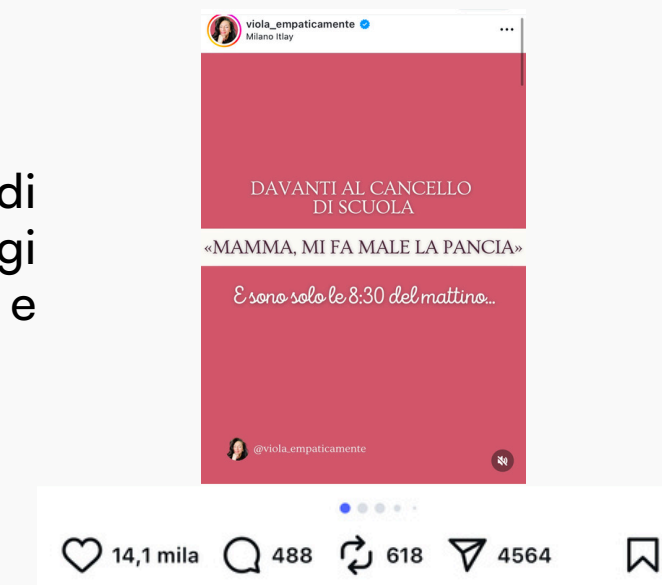 viola_empaticamente
Milano Itlay
di
gi
e
DAVANTI AL CANCELLO
DI SCUOLA
«MAMMA, MI FA MALE LA PANCIA»
E sono solo le 8:30 del mattino...
@viola_empaticamente
14,1 mila 488 618 4564